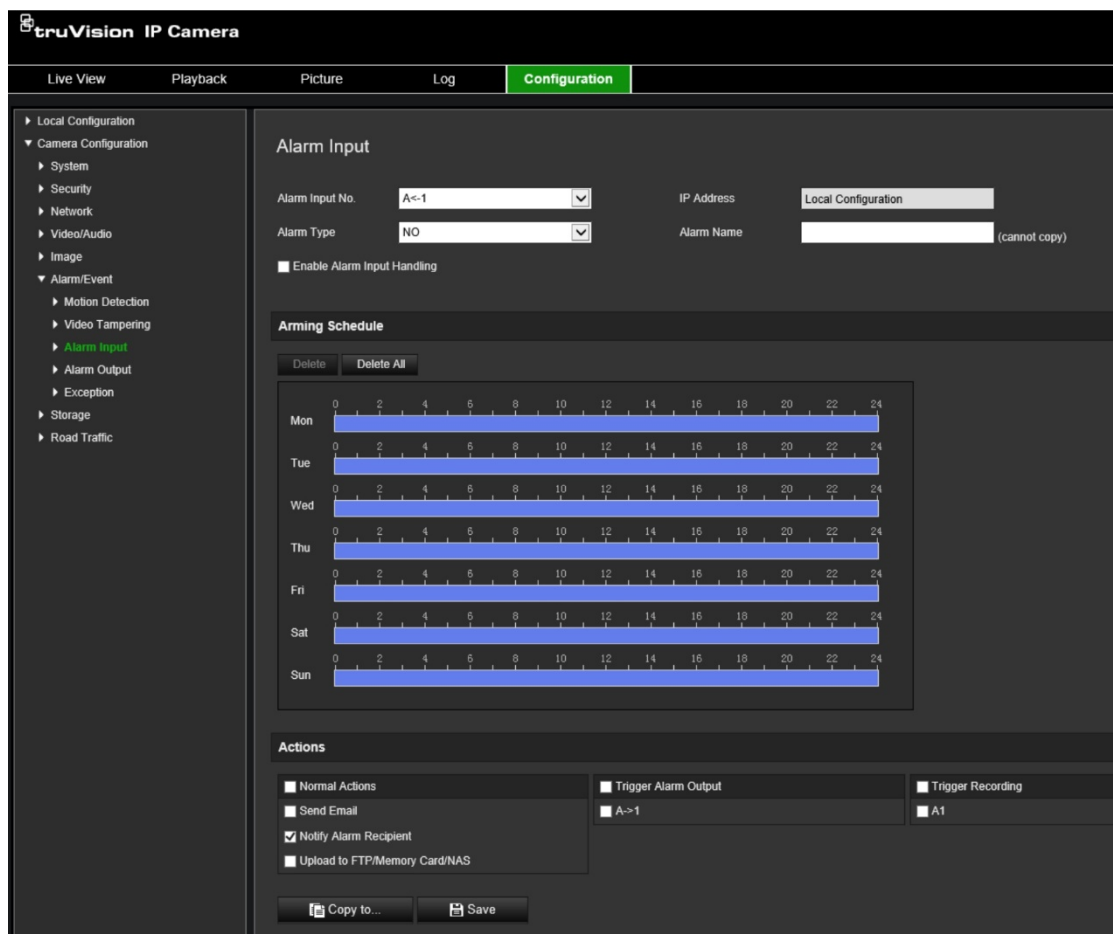 truVision IP Camera
Live View Playback Picture Log Configuration
Local Configuration
Camera Configuration
System
Security
Network
Video/Audio
Image
Alarm/Event
Motion Detection
Video Tampering
Alarm Input
Alarm Output
Exception
Storage
Road Traffic
Alarm Input
Alarm Input No. A<-1 IP Address Local Configuration
Alarm Type NO Alarm Name (cannot copy)
Enable Alarm Input Handling
Arming Schedule
Delete Delete All
0 2 4 6 8 10 12 14 16 18 20 22 24
Mon
0 2 4 6 8 10 12 14 16 18 20 22 24
Tue
0 2 4 6 8 10 12 14 16 18 20 22 24
Wed
0 2 4 6 8 10 12 14 16 18 20 22 24
Thu
0 2 4 6 8 10 12 14 16 18 20 22 24
Fri
0 2 4 6 8 10 12 14 16 18 20 22 24
Sat
0 2 4 6 8 10 12 14 16 18 20 22 24
Sun
Actions
Normal Actions Trigger Alarm Output Trigger Recording
Send Email A->1 A1
Notify Alarm Recipient
Upload to FTP/Memory Card/NAS
Copy to... Save